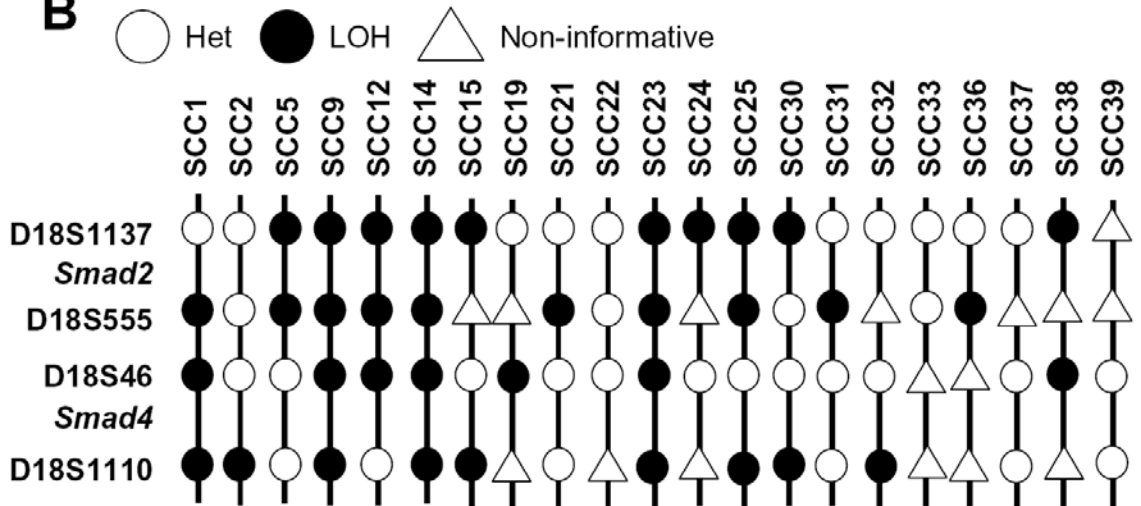 B
Het LOH Non-informative
SCC1 SCC2 SCC5 SCC9 SCC12 SCC14 SCC15 SCC19 SCC21 SCC22 SCC23 SCC24 SCC25 SCC30 SCC31 SCC32 SCC33 SCC36 SCC37 SCC38 SCC39
D18S1137
Smad2
D18S555
D18S46
Smad4
D18S1110